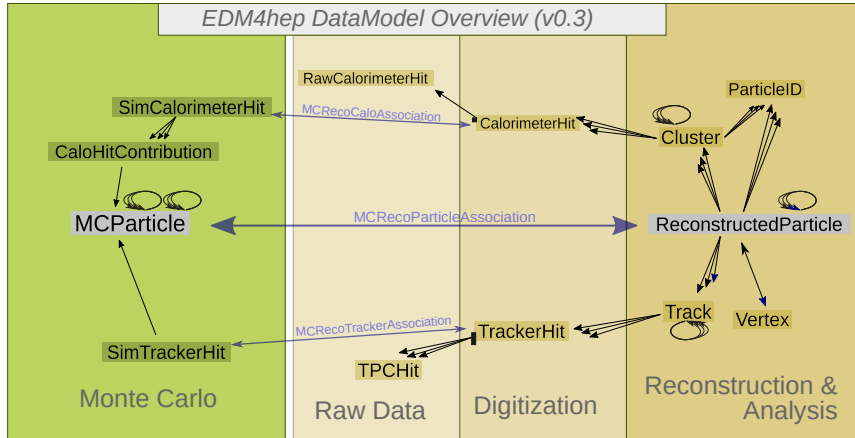 EDM4hep DataModel Overview (v0.3)
RawCalorimeterHit
ParticleID
SimCalorimeterHit
MCRecoCaloAssociation
CalorimeterHit
Cluster
CaloHitContribution
MCParticle
MCRecoParticleAssociation
ReconstructedParticle
MCRecoTrackerAssociation
TrackerHit
Track
Vertex
SimTrackerHit
TPCHit
Monte Carlo
Raw Data
Digitization
Reconstruction &
Analysis